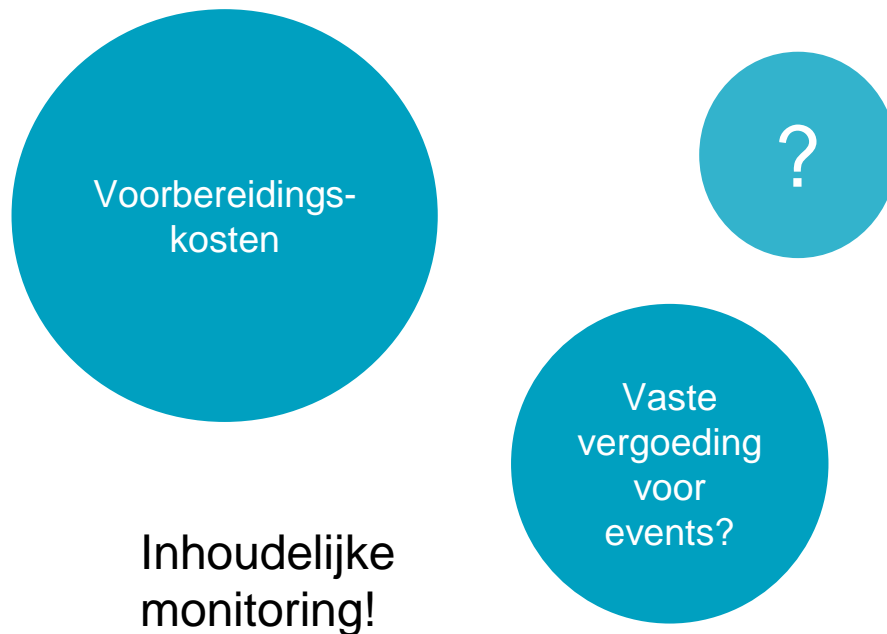 Voorbereidings-
kosten
?
Vaste
vergoeding
voor
events?
Inhoudelijke
monitoring!